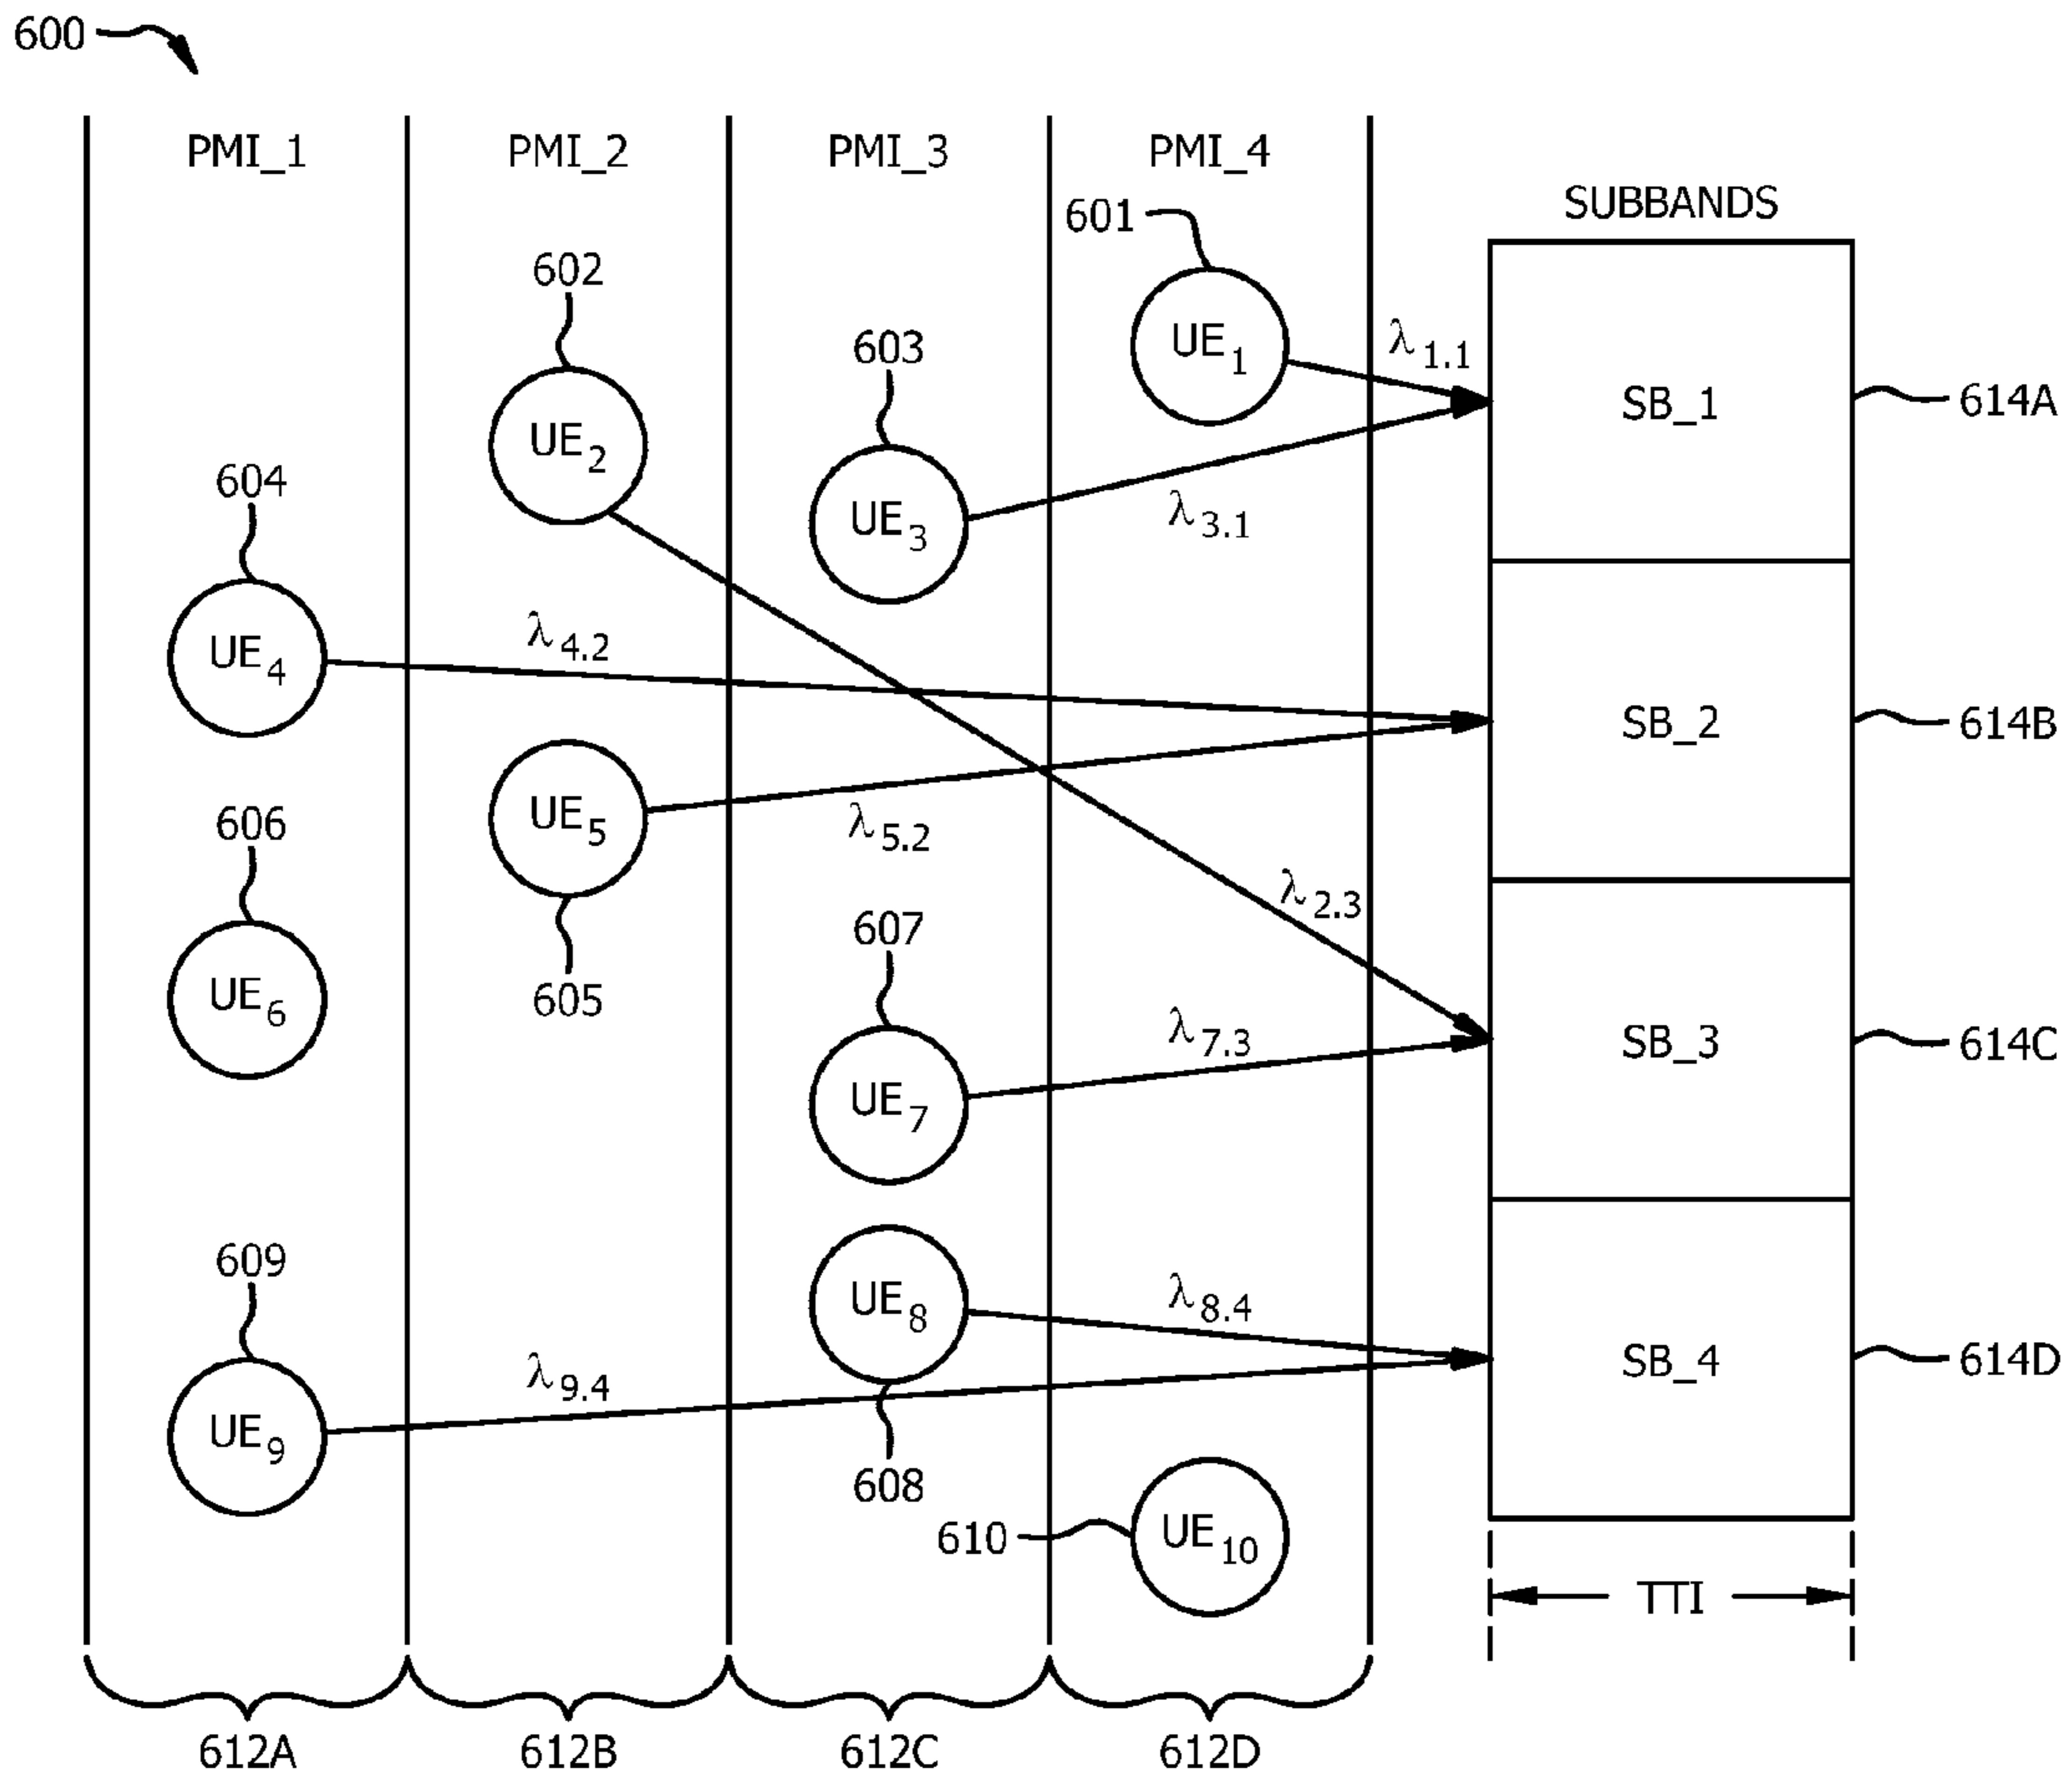 600
PMI_1 PMI_2 PMI_3 PMI_4
SUBBANDS
601
602
603
UE1
λ1.1
UE2
SB_1
614A
604
UE3
λ3.1
UE4
λ4.2
SB_2
614B
606
UE5
λ5.2
λ2.3
607
UE6
605
λ7.3
SB_3
614C
UE7
609
UE8
λ8.4
λ9.4
SB_4
614D
UE9
608
610
UE10
TTI
612A 612B 612C 612D